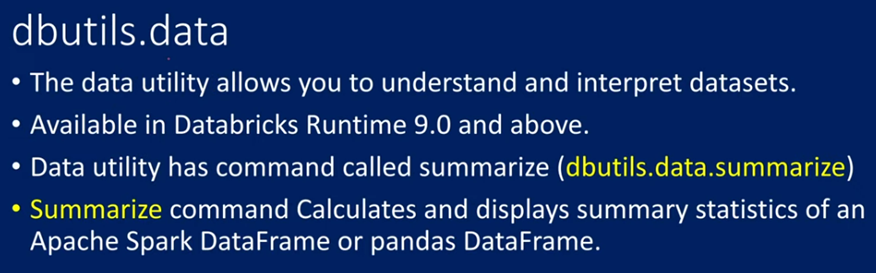 dbutils.data
• The data utility allows you to understand and interpret datasets.
• Available in Databricks Runtime 9.0 and above.
• Data utility has command called summarize (dbutils.data.summarize)
• Summarize command Calculates and displays summary statistics of an
Apache Spark DataFrame or pandas DataFrame.